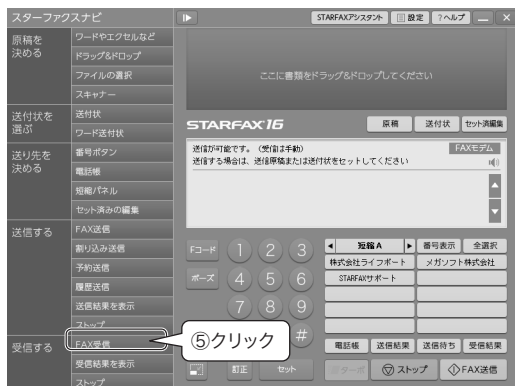 スターファクスナビ
STARFAXアシスタント 設定 ?ヘルプ
原稿を
決める
ワードやエクセルなど
ドラッグ&ドロップ
ファイルの選択
スキャナー
送付状を
選ぶ
送付状
ワード送付状
送り先を
決める
番号ボタン
電話帳
短縮パネル
セット済みの編集
送信する
FAX送信
割り込み送信
予約送信
履歴送信
送信結果を表示
ストップ
受信する
FAX受信
受信結果を表示
ストップ
⑤クリック
ここに書類をドラッグ&ドロップしてください
STARFAX'16
原稿 送付状 セット済編集
送信が可能です。(受信は手動)
送信する場合は、送信原稿または送付状をセットしてください
FAXモデム
Fコード 1 2 3
ポーズ 4 5 6
7 8 9
#
訂正 セット
短縮A 番号表示 全選択
株式会社ライフボート メガソフト株式会社
STARFAXサポート
電話帳 送信結果 送信待ち 受信結果
ターボ ストップ FAX送信